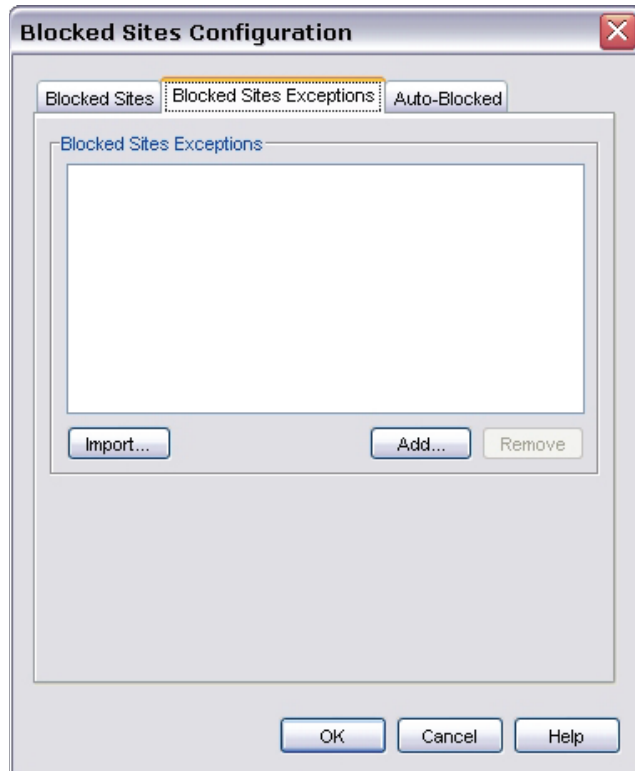 Blocked Sites Configuration
Blocked Sites Blocked Sites Exceptions Auto-Blocked
Blocked Sites Exceptions
Import... Add... Remove
OK Cancel Help